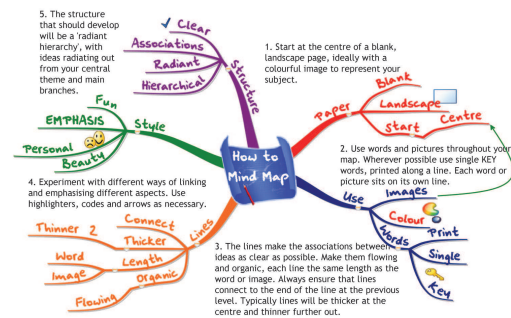 5. The structure
that should develop
will be a 'radiant
hierarchy', with
ideas radiating out
from your central
theme and main
branches.
Clear
Associations
Radiant
Hierarchical
Structure
1. Start at the centre of a blank,
landscape page, ideally with a
colourful image to represent your
subject.
Paper
Blank
Landscape
Start
Centre
Fun
EMPHASIS
Personal
Beauty
Style
How to
Mind Map
2. Use words and pictures throughout your
map. Wherever possible use single KEY
words, printed along a line. Each word or
picture sits on its own line.
Use
Images
Colour
Words
Print
Single
Key
4. Experiment with different ways of linking
and emphasising different aspects. Use
highlighters, codes and arrows as necessary.
Lines
Connect
Thinner 2
Thicker
Word
Length
Image
Organic
Flowing
3. The lines make the associations between
ideas as clear as possible. Make them flowing
and organic, each line the same length as the
word or image. Always ensure that lines
connect to the end of the line at the previous
level. Typically lines will be thicker at the
centre and thinner further out.